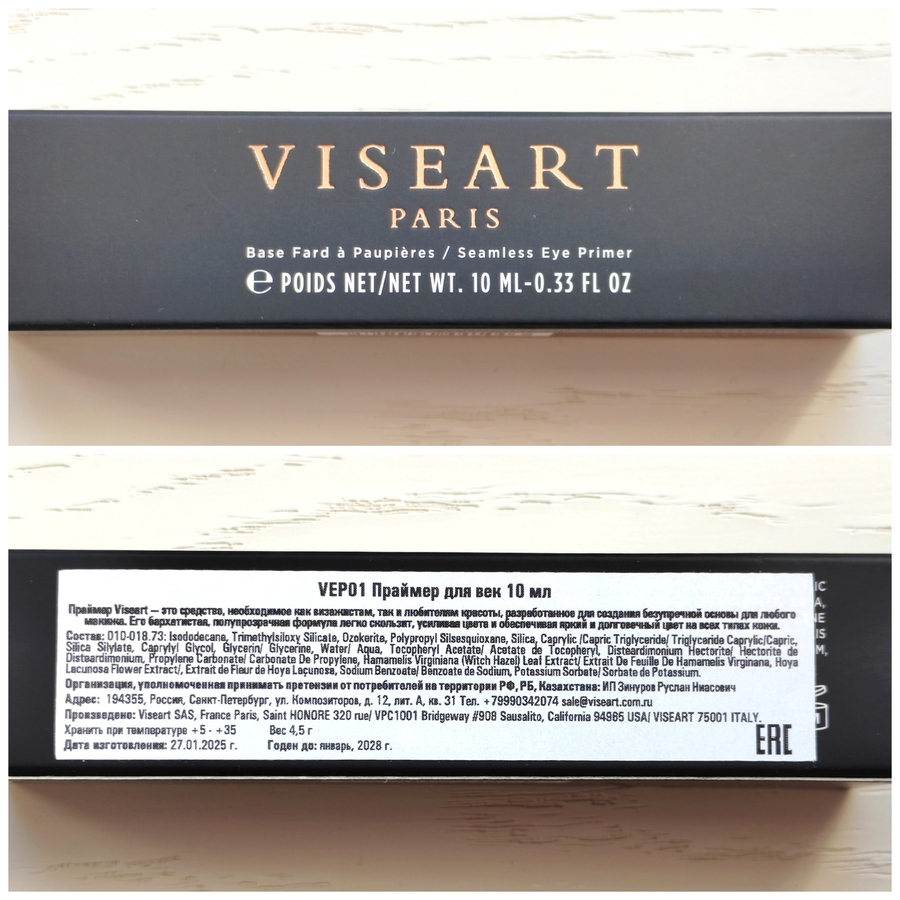 VISEART
PARIS
Base Fard à Paupières / Seamless Eye Primer
℮ POIDS NET/NET WT. 10 ML-0.33 FL OZ
VEP01 Праймер для век 10 мл
Праймер Viseart – это средство, необходимое как визажистам, так и любителям красоты, разработанное для создания безупречной основы для любого
макияжа. Его бархатистая, полупрозрачная формула легко скользит, усиливая цвета и обеспечивая яркий и долговечный цвет на всех типах кожи.
Состав: 010-018.73: Isododecane, Trimethylsiloxy Silicate, Ozokerite, Polypropyl Silsesquioxane, Silica, Caprylic /Capric Triglyceride/ Triglyceride Caprylic/Capric,
Silica Silylate, Caprylyl Glycol, Glycerin/ Glycerine, Water/ Aqua, Tocopheryl Acetate/ Acetate de Tocopheryl, Disteardimonium Hectorite/ Hectorite de
Disteardimonium, Propylene Carbonate/ Carbonate De Propylene, Hamamelis Virginiana (Witch Hazel) Leaf Extract/ Extrait De Feuille De Hamamelis Virginana, Hoya
Lacunosa Flower Extract/, Extrait de Fleur de Hoya Laçunose, Sodium Benzoate/ Benzoate de Sodium, Potassium Sorbate/ Sorbate de Potassium.
Организация, уполномоченная принимать претензии от потребителей на территории РФ, РБ, Казахстана: ИП Зинуров Руслан Ниасович
Адрес: 194355, Россия, Санкт-Петербург, ул. Композиторов, д. 12, лит. А, кв. 31 Тел. +79990342074 sale@viseart.com.ru
Произведено: Viseart SAS, France Paris, Saint HONORE 320 rue/ VPC1001 Bridgeway #908 Sausalito, California 94965 USA/ VISEART 75001 ITALY.
Хранить при температуре +5 - +35 Вес 4,5 г
Дата изготовления: 27.01.2025 г. Годен до: январь, 2028 г.
EAC